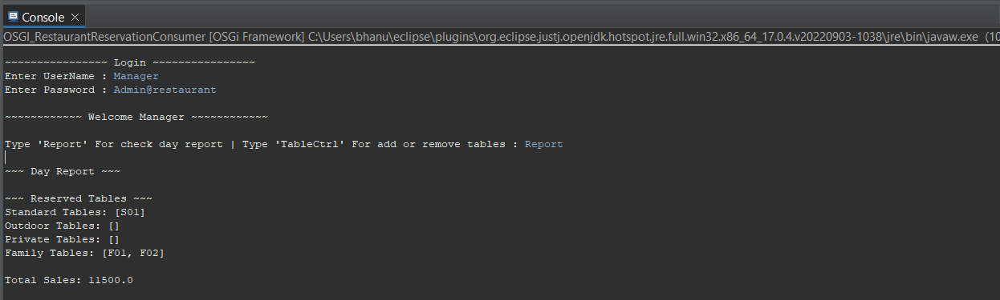 Console
OSGI_RestaurantReservationConsumer [OSGi Framework] C:\Users\bhanu\eclipse\plugins\org.eclipse.justj.openjdk.hotspot.jre.full.win32.x86_64_17.0.4.v20220903-1038\jre\bin\javaw.exe (10
~~~~~~~~~~~~~~~~ Login ~~~~~~~~~~~~~~~~
Enter UserName : Manager
Enter Password : Admin@restaurant
~~~~~~~~~~~~ Welcome Manager ~~~~~~~~~~~~
Type 'Report' For check day report | Type 'TableCtrl' For add or remove tables : Report
~~~ Day Report ~~~
~~~ Reserved Tables ~~~
Standard Tables: [S01]
Outdoor Tables: []
Private Tables: []
Family Tables: [F01, F02]
Total Sales: 11500.0